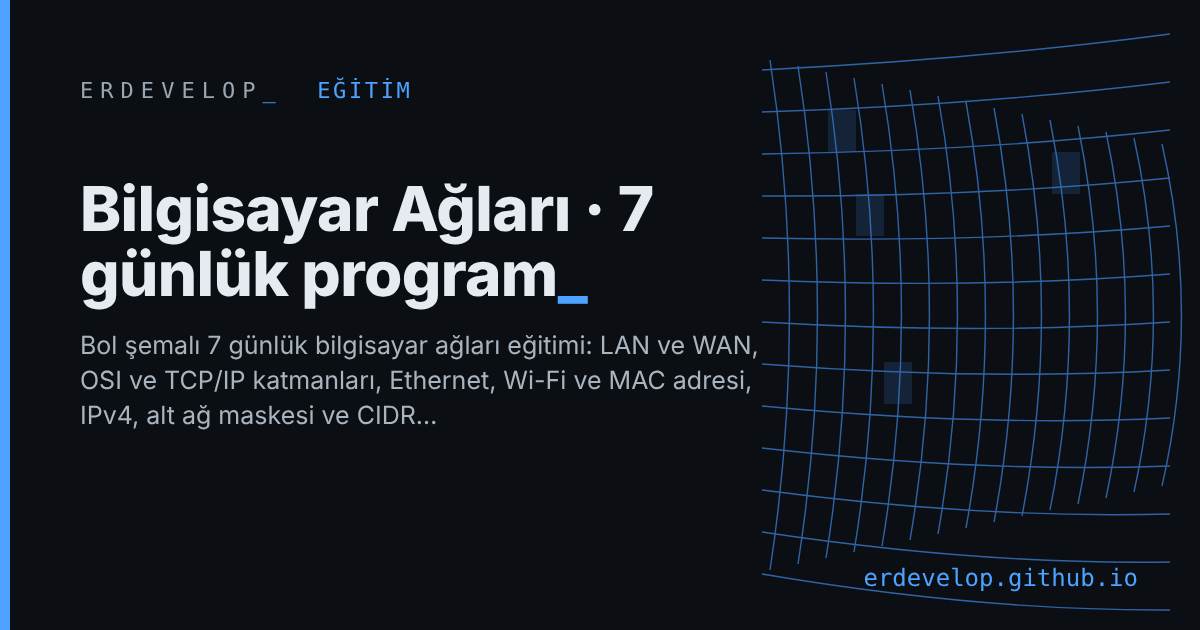 ERDEVELOP_ EĞİTİM
Bilgisayar Ağları · 7
günlük program_
Bol şemalı 7 günlük bilgisayar ağları eğitimi: LAN ve WAN,
OSI ve TCP/IP katmanları, Ethernet, Wi-Fi ve MAC adresi,
IPv4, alt ağ maskesi ve CIDR...
erdevelop.github.io